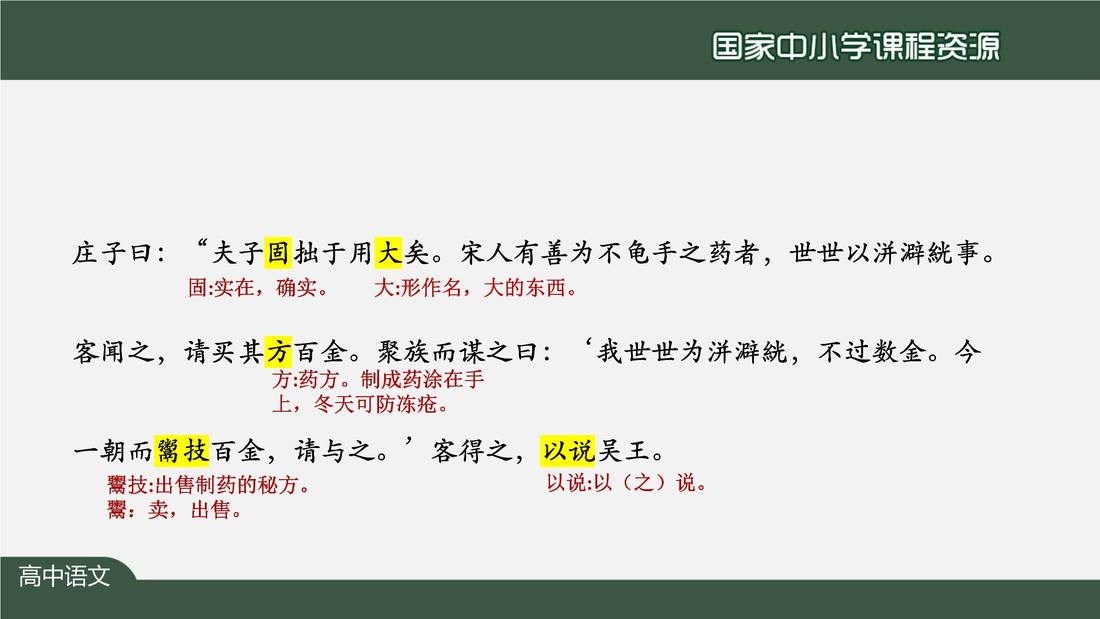 国家中小学课程资源
庄子曰：“夫子固拙于用大矣。宋人有善为不龟手之药者，世世以洴澼絖事。
固:实在，确实。 大:形作名，大的东西。
客闻之，请买其方百金。聚族而谋之曰：‘我世世为洴澼絖，不过数金。今
方:药方。制成药涂在手
上，冬天可防冻疮。
一朝而鬻技百金，请与之。’客得之，以说吴王。
鬻技:出售制药的秘方。 以说:以（之）说。
鬻：卖，出售。
高中语文